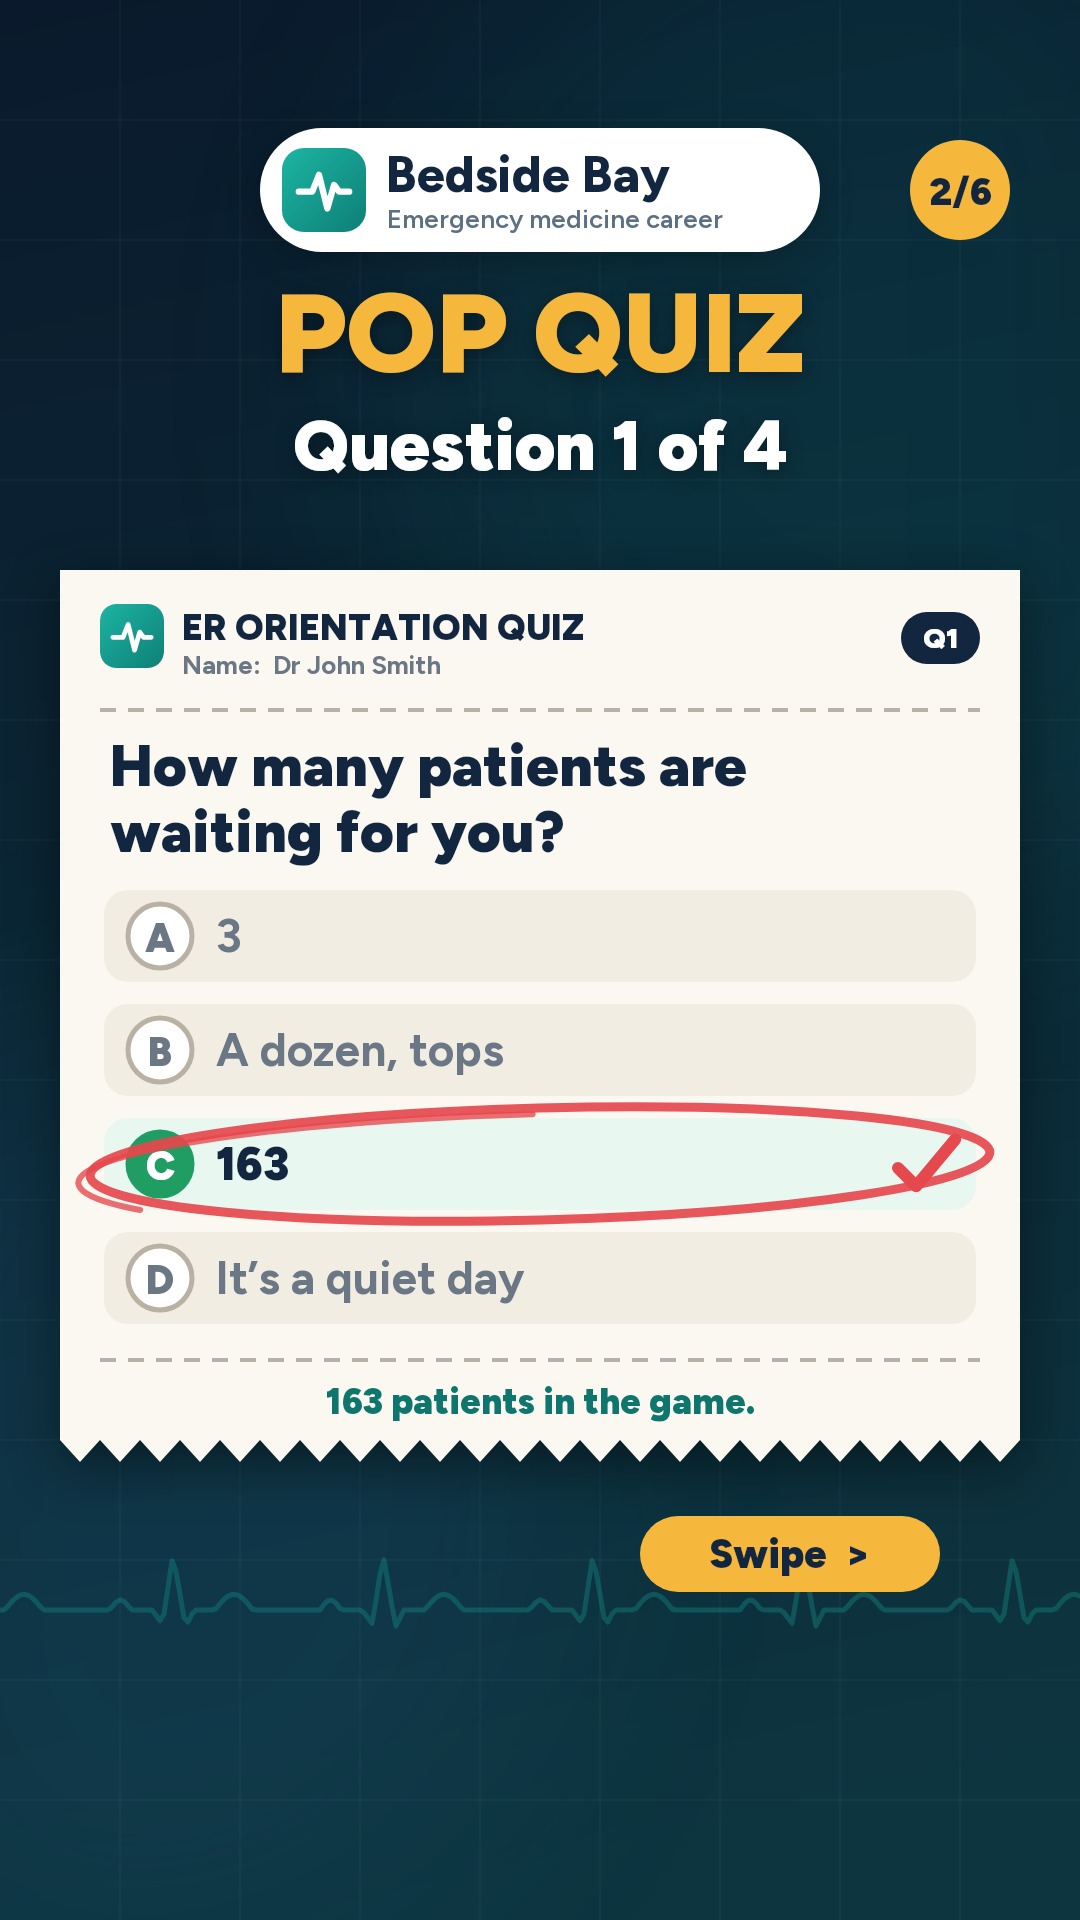 Bedside Bay
Emergency medicine career
2/6
POP QUIZ
Question 1 of 4
ER ORIENTATION QUIZ
Name: Dr John Smith
Q1
How many patients are
waiting for you?
A 3
B A dozen, tops
C 163
D It’s a quiet day
163 patients in the game.
Swipe >